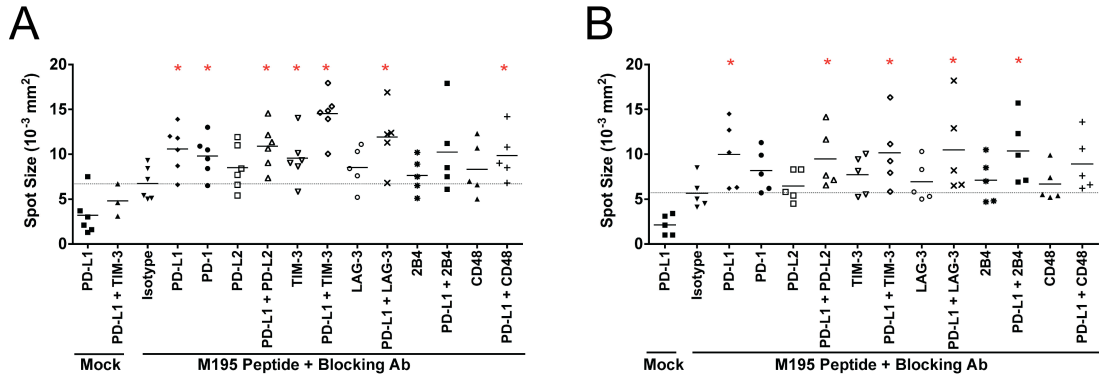 A
Spot Size (10⁻³ mm²)
20
15
10
5
0
* * * * * * *
PD-L1
PD-L1 + TIM-3
Isotype
PD-L1
PD-1
PD-L2
PD-L1 + PD-L2
TIM-3
PD-L1 + TIM-3
LAG-3
PD-L1 + LAG-3
2B4
PD-L1 + 2B4
CD48
PD-L1 + CD48
Mock
M195 Peptide + Blocking Ab
B
Spot Size (10⁻³ mm²)
20
15
10
5
0
* * * * *
PD-L1
Isotype
PD-L1
PD-1
PD-L2
PD-L1 + PD-L2
TIM-3
PD-L1 + TIM-3
LAG-3
PD-L1 + LAG-3
2B4
PD-L1 + 2B4
CD48
PD-L1 + CD48
Mock
M195 Peptide + Blocking Ab